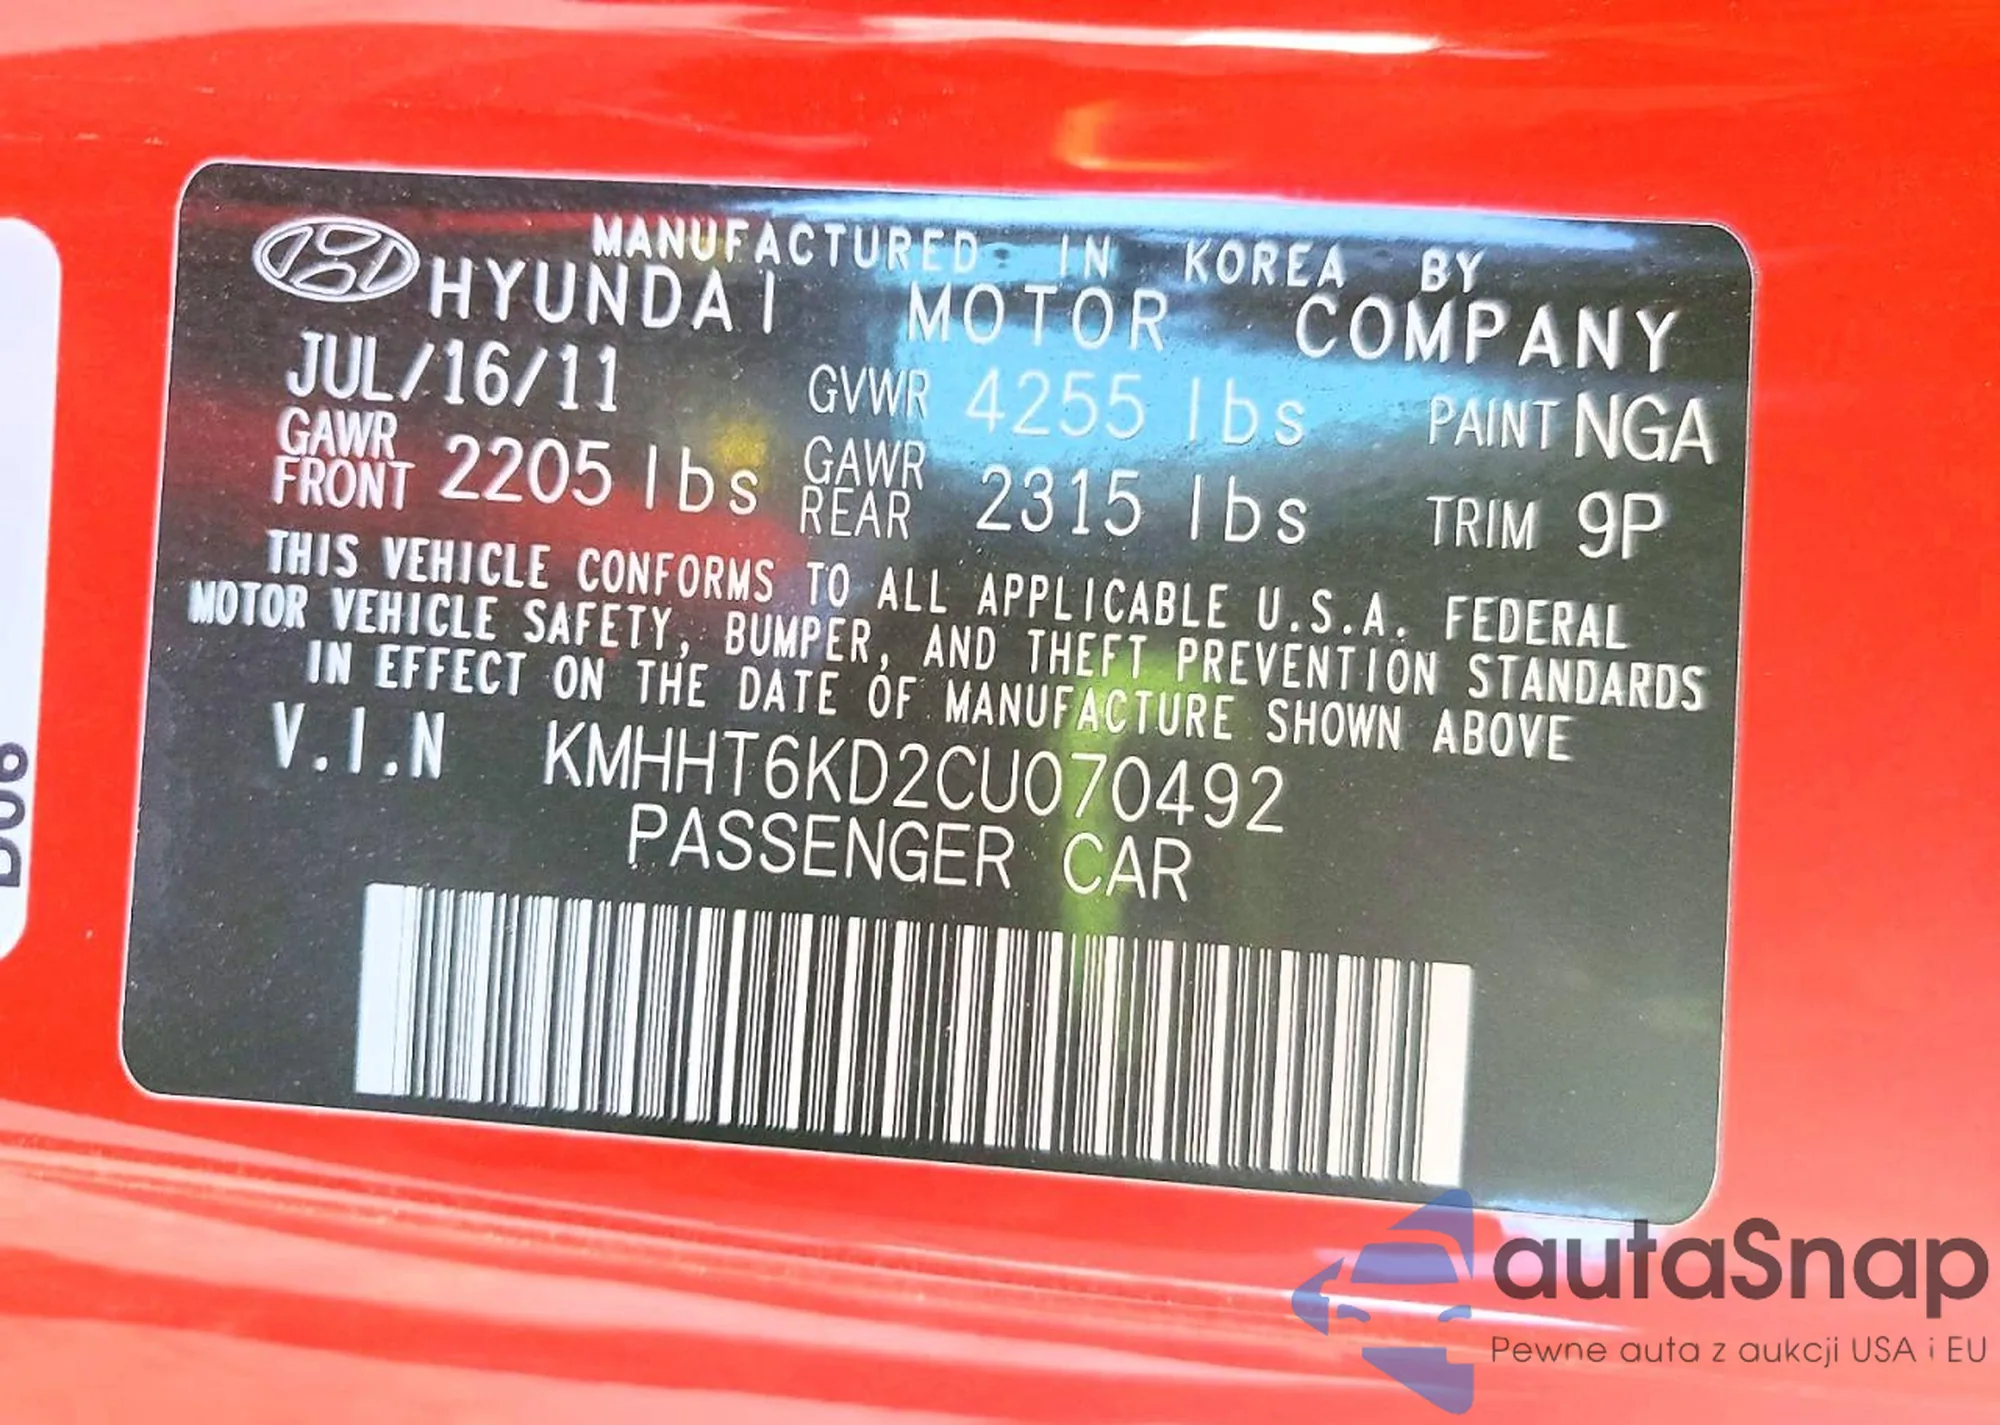 MANUFACTURED IN KOREA BY
HYUNDAI MOTOR COMPANY
JUL/16/11 GVWR 4255 lbs PAINT NGA
GAWR FRONT 2205 lbs GAWR REAR 2315 lbs TRIM 9P
THIS VEHICLE CONFORMS TO ALL APPLICABLE U.S.A. FEDERAL
MOTOR VEHICLE SAFETY, BUMPER, AND THEFT PREVENTION STANDARDS
IN EFFECT ON THE DATE OF MANUFACTURE SHOWN ABOVE
V.I.N KMHHT6KD2CU070492
PASSENGER CAR
autaSnap
Pewne auta z aukcji USA i EU